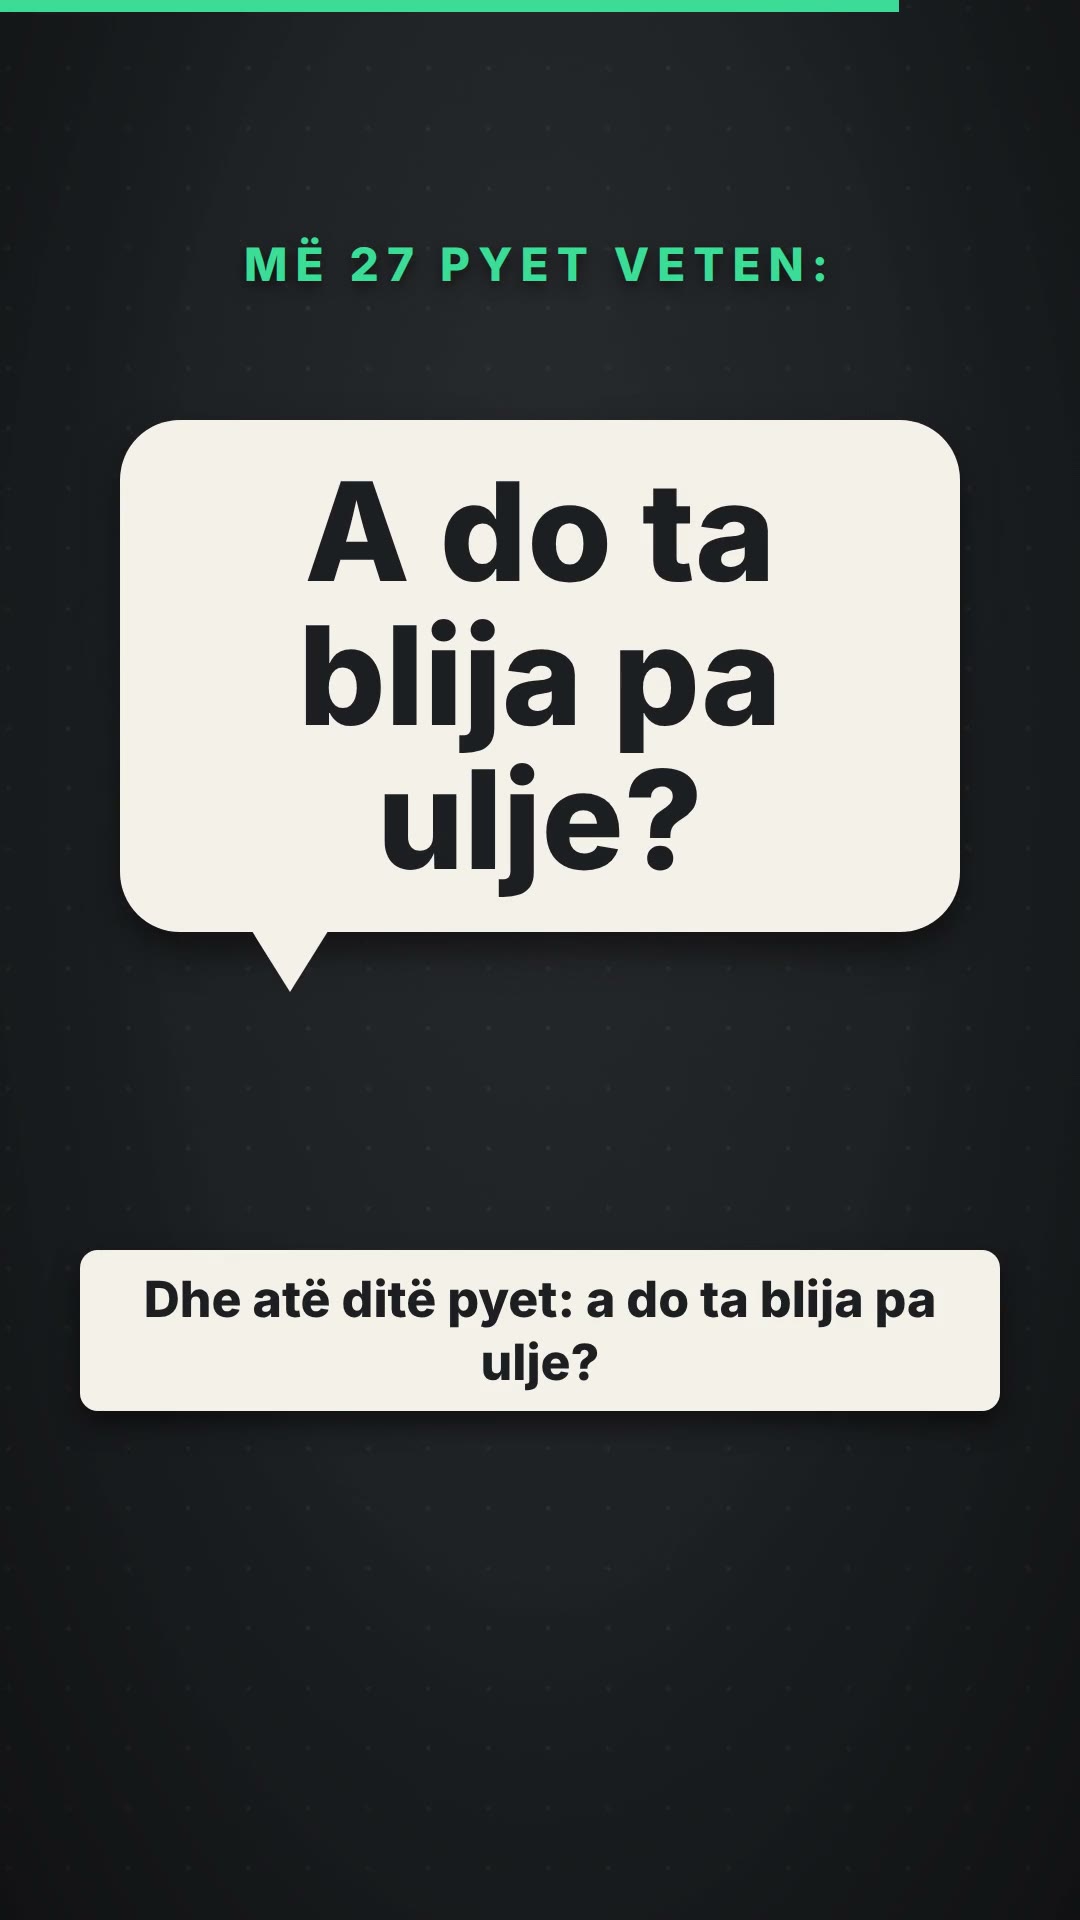 MË 27 PYET VETEN:
A do ta
blija pa
ulje?
Dhe atë ditë pyet: a do ta blija pa
ulje?